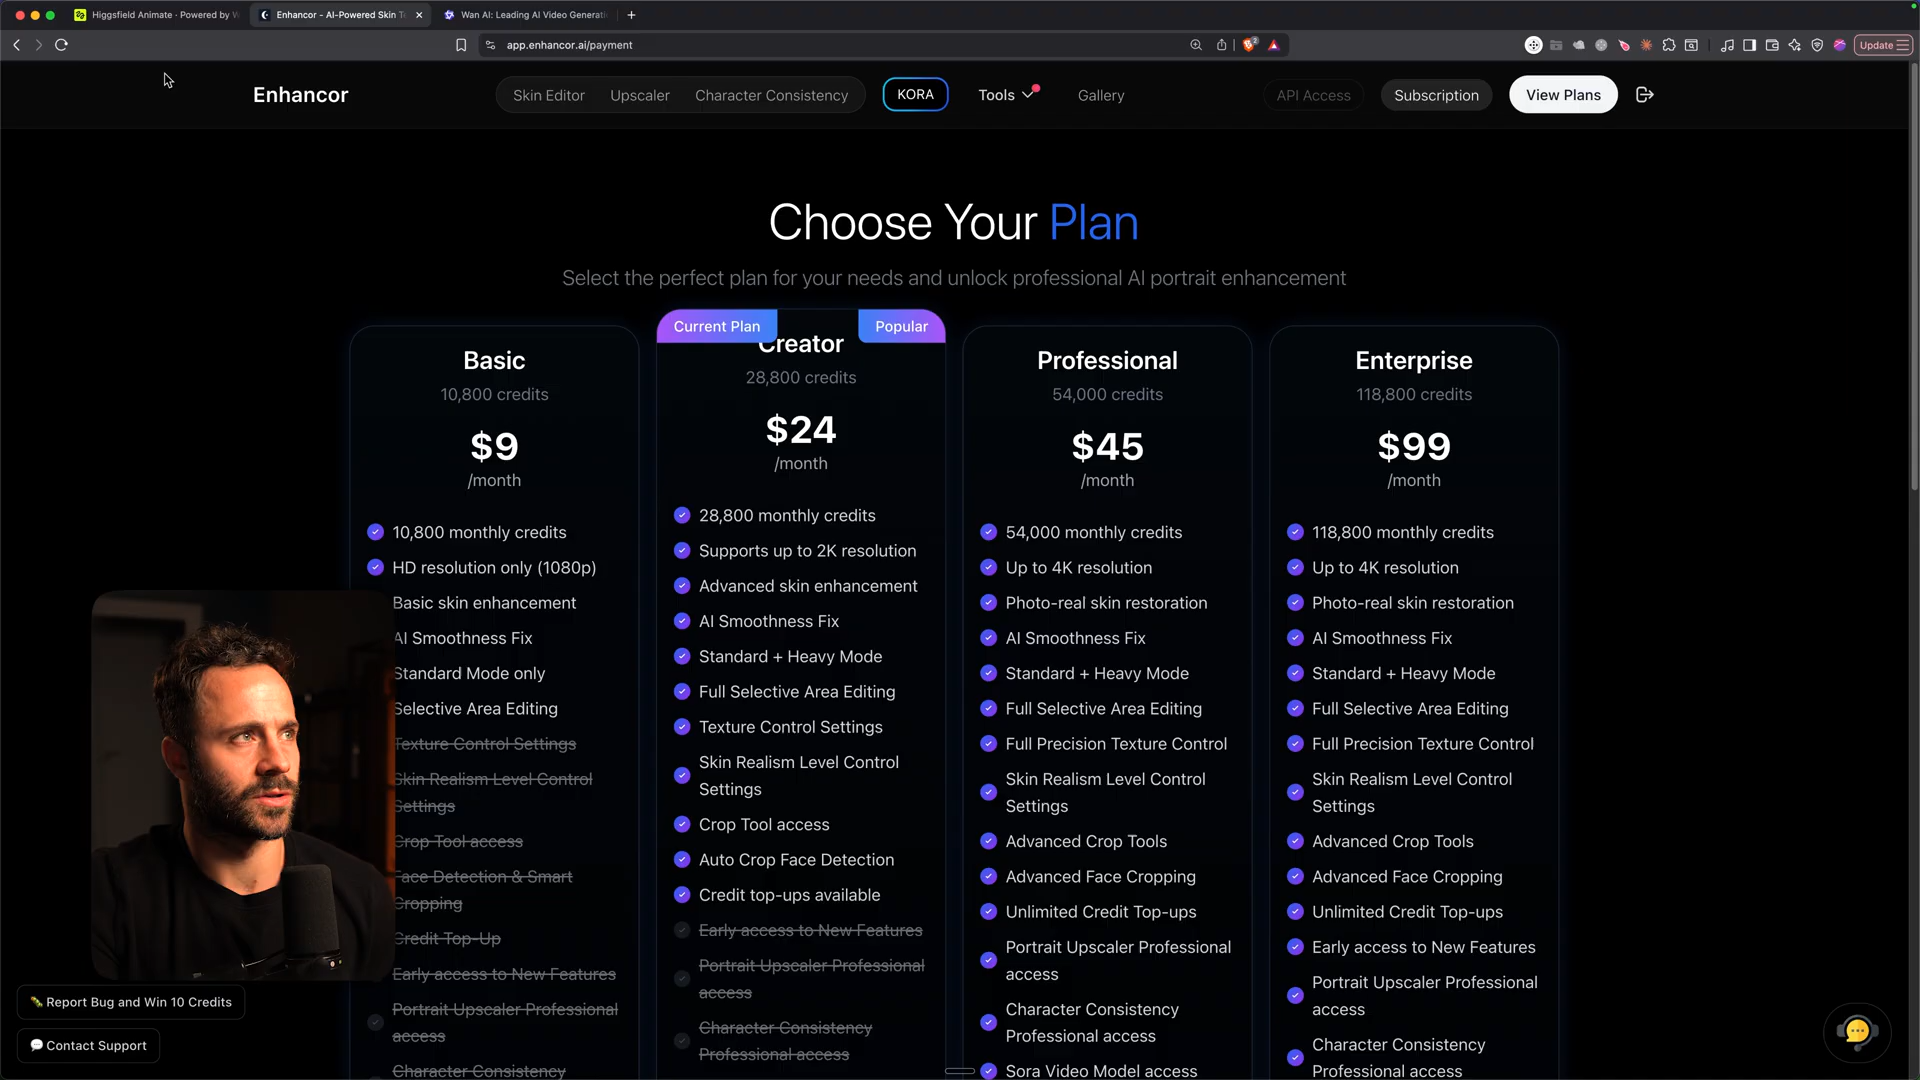 Higgsfield Animate · Powered by W
Enhancor - AI-Powered Skin T
Wan AI: Leading AI Video Generati
app.enhancor.ai/payment
Update
Enhancor
Skin Editor
Upscaler
Character Consistency
KORA
Tools
Gallery
API Access
Subscription
View Plans
Choose Your Plan
Select the perfect plan for your needs and unlock professional AI portrait enhancement
Basic
10,800 credits
$9
/month
10,800 monthly credits
HD resolution only (1080p)
Basic skin enhancement
AI Smoothness Fix
Standard Mode only
Selective Area Editing
Texture Control Settings
Skin Realism Level Control
Settings
Crop Tool access
Face Detection & Smart
Cropping
Credit Top-Up
Early access to New Features
Portrait Upscaler Professional
access
Character Consistency
Current Plan
Popular
Creator
28,800 credits
$24
/month
28,800 monthly credits
Supports up to 2K resolution
Advanced skin enhancement
AI Smoothness Fix
Standard + Heavy Mode
Full Selective Area Editing
Texture Control Settings
Skin Realism Level Control
Settings
Crop Tool access
Auto Crop Face Detection
Credit top-ups available
Early access to New Features
Portrait Upscaler Professional
access
Character Consistency
Professional access
Professional
54,000 credits
$45
/month
54,000 monthly credits
Up to 4K resolution
Photo-real skin restoration
AI Smoothness Fix
Standard + Heavy Mode
Full Selective Area Editing
Full Precision Texture Control
Skin Realism Level Control
Settings
Advanced Crop Tools
Advanced Face Cropping
Unlimited Credit Top-ups
Portrait Upscaler Professional
access
Character Consistency
Professional access
Sora Video Model access
Enterprise
118,800 credits
$99
/month
118,800 monthly credits
Up to 4K resolution
Photo-real skin restoration
AI Smoothness Fix
Standard + Heavy Mode
Full Selective Area Editing
Full Precision Texture Control
Skin Realism Level Control
Settings
Advanced Crop Tools
Advanced Face Cropping
Unlimited Credit Top-ups
Early access to New Features
Portrait Upscaler Professional
access
Character Consistency
Professional access
Report Bug and Win 10 Credits
Contact Support